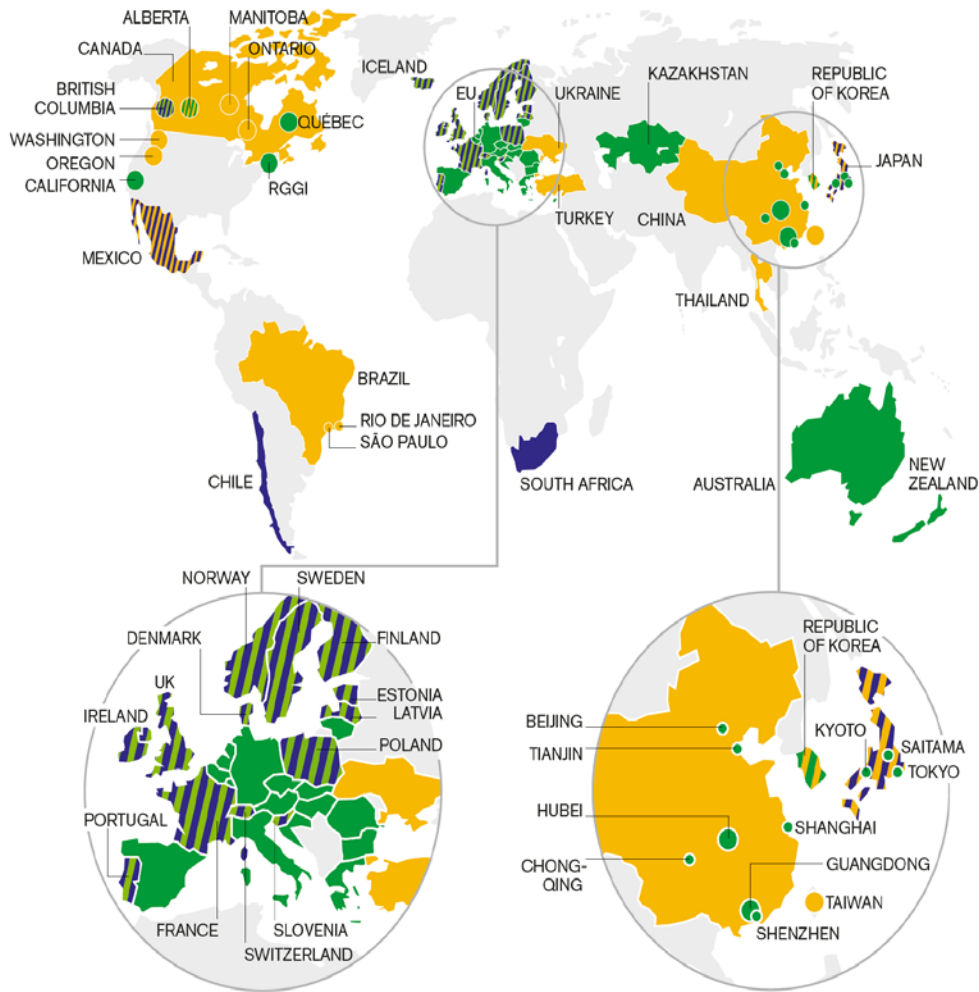 ALBERTA
MANITOBA
CANADA
ONTARIO
BRITISH
COLUMBIA
QUÉBEC
WASHINGTON
OREGON
CALIFORNIA
RGGI
MEXICO
ICELAND
EU
UKRAINE
KAZAKHSTAN
REPUBLIC
OF KOREA
JAPAN
TURKEY
CHINA
THAILAND
BRAZIL
RIO DE JANEIRO
SÃO PAULO
CHILE
SOUTH AFRICA
AUSTRALIA
NEW
ZEALAND
NORWAY
SWEDEN
DENMARK
FINLAND
UK
ESTONIA
LATVIA
IRELAND
POLAND
PORTUGAL
FRANCE
SLOVENIA
SWITZERLAND
REPUBLIC
OF KOREA
BEIJING
KYOTO
TIANJIN
SAITAMA
TOKYO
HUBEI
SHANGHAI
CHONG-
QING
GUANGDONG
TAIWAN
SHENZHEN